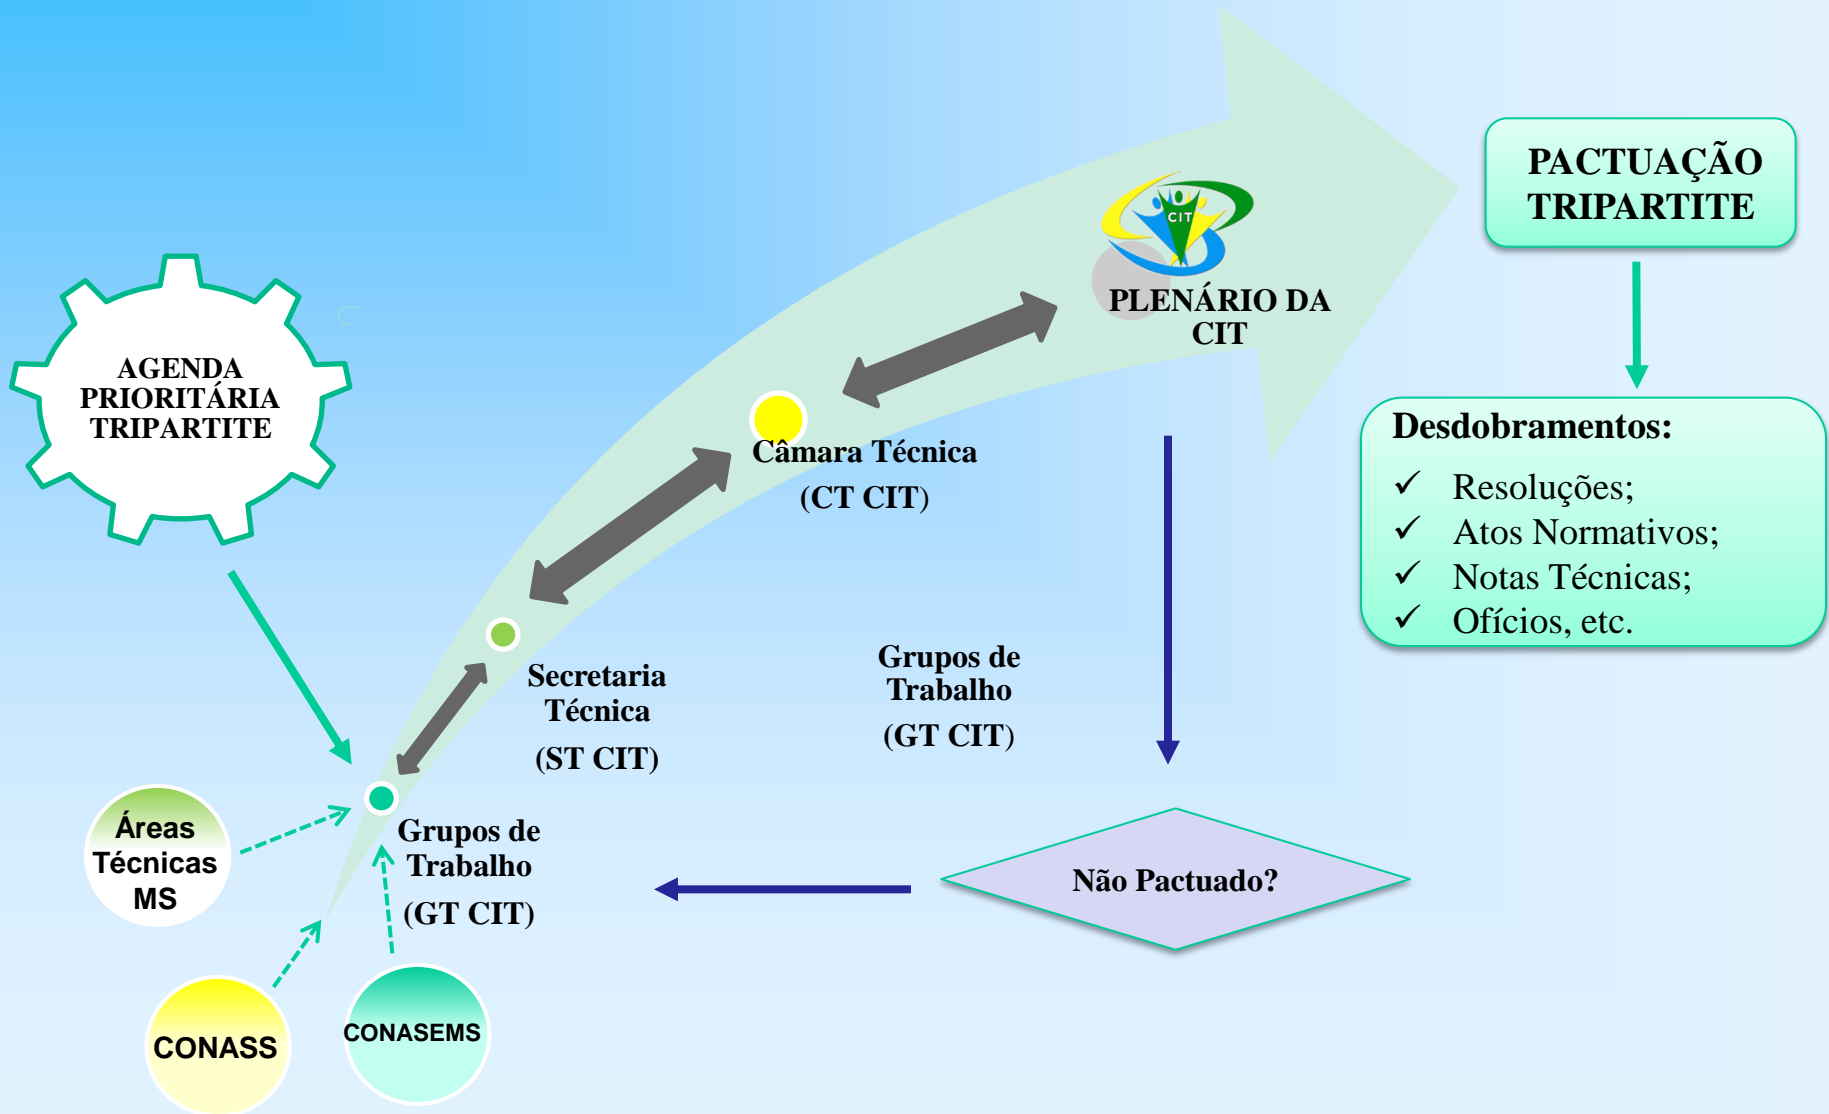 PACTUAÇÃO
TRIPARTITE
CIT
PLENÁRIO DA
CIT
AGENDA
PRIORITÁRIA
TRIPARTITE
Câmara Técnica
(CT CIT)
Desdobramentos:
✓ Resoluções;
✓ Atos Normativos;
✓ Notas Técnicas;
✓ Ofícios, etc.
Secretaria
Técnica
(ST CIT)
Grupos de
Trabalho
(GT CIT)
Áreas
Técnicas
MS
Grupos de
Trabalho
(GT CIT)
Não Pactuado?
CONASS
CONASEMS